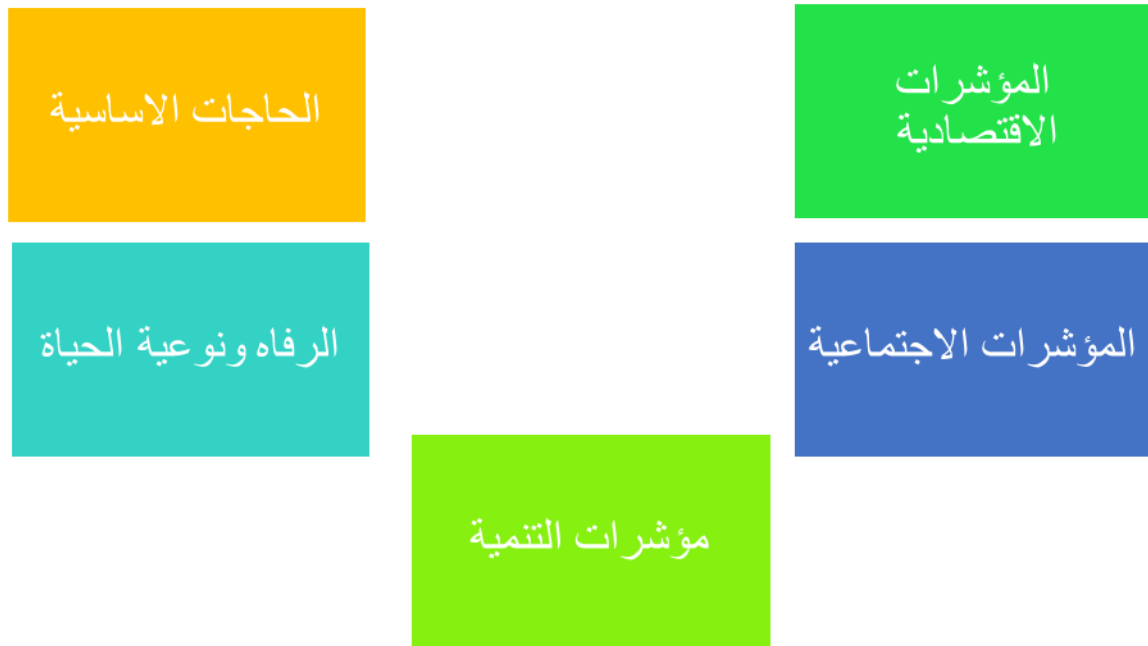 المؤشرات
الاقتصادية
الحاجات الاساسية
المؤشرات الاجتماعية
الرفاه ونوعية الحياة
مؤشرات التنمية